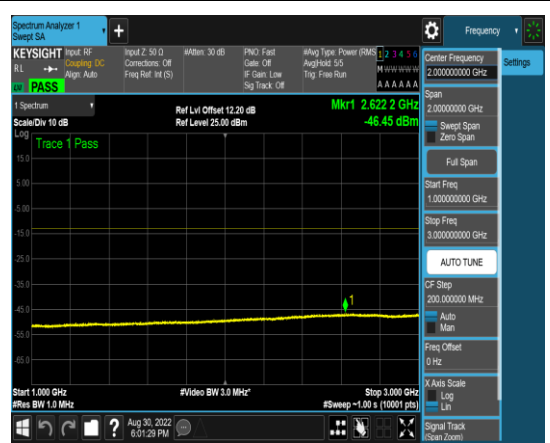 Spectrum Analyzer 1
Swept SA
Frequency
KEYSIGHT
RL
LW PASS
Input: RF
Coupling: DC
Align: Auto
Input Z: 50 Ω
Corrections: Off
Freq Ref: Int (S)
#Atten: 30 dB
PNO: Fast
Gate: Off
IF Gain: Low
Sig Track: Off
#Avg Type: Power (RMS
Avg|Hold: 5/5
Trig: Free Run
1 2 3 4 5 6
M W W W W W
A A A A A A
1 Spectrum
Scale/Div 10 dB
Ref Lvl Offset 12.20 dB
Ref Level 25.00 dBm
Mkr1 2.622 2 GHz
-46.45 dBm
Log
Trace 1 Pass
15.0
5.00
-5.00
-15.0
-25.0
-35.0
-45.0
-55.0
-65.0
1
Start 1.000 GHz
#Res BW 1.0 MHz
#Video BW 3.0 MHz*
Stop 3.000 GHz
#Sweep ~1.00 s (10001 pts)
Aug 30, 2022
6:01:29 PM
?
Center Frequency
2.000000000 GHz
Span
2.00000000 GHz
Swept Span
Zero Span
Full Span
Start Freq
1.000000000 GHz
Stop Freq
3.000000000 GHz
AUTO TUNE
CF Step
200.000000 MHz
Auto
Man
Freq Offset
0 Hz
X Axis Scale
Log
Lin
Signal Track
(Span Zoom)
Settings